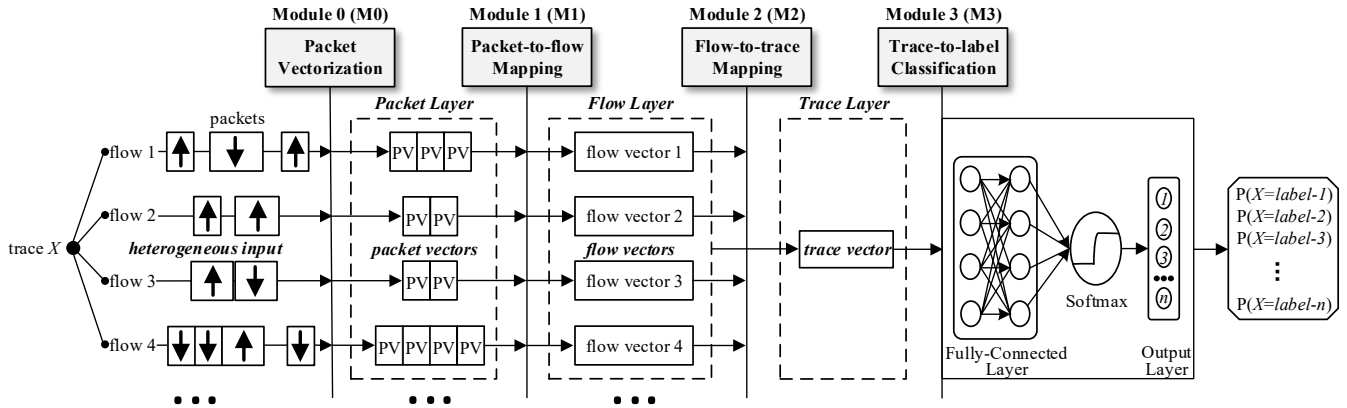 Module 0 (M0)
Packet
Vectorization
Module 1 (M1)
Packet-to-flow
Mapping
Module 2 (M2)
Flow-to-trace
Mapping
Module 3 (M3)
Trace-to-label
Classification
Packet Layer
Flow Layer
Trace Layer
packets
flow 1
PV PV PV
flow vector 1
flow 2
PV PV
flow vector 2
trace X
heterogeneous input
packet vectors
flow vectors
trace vector
flow 3
PV PV
flow vector 3
flow 4
PV PV PV PV
flow vector 4
Softmax
Fully-Connected
Layer
1
2
3
n
Output
Layer
P(X=label-1)
P(X=label-2)
P(X=label-3)
P(X=label-n)